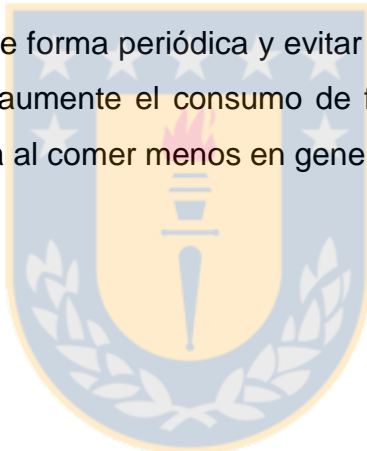 e forma periódica y evitar
aumente el consumo de f
a al comer menos en gene